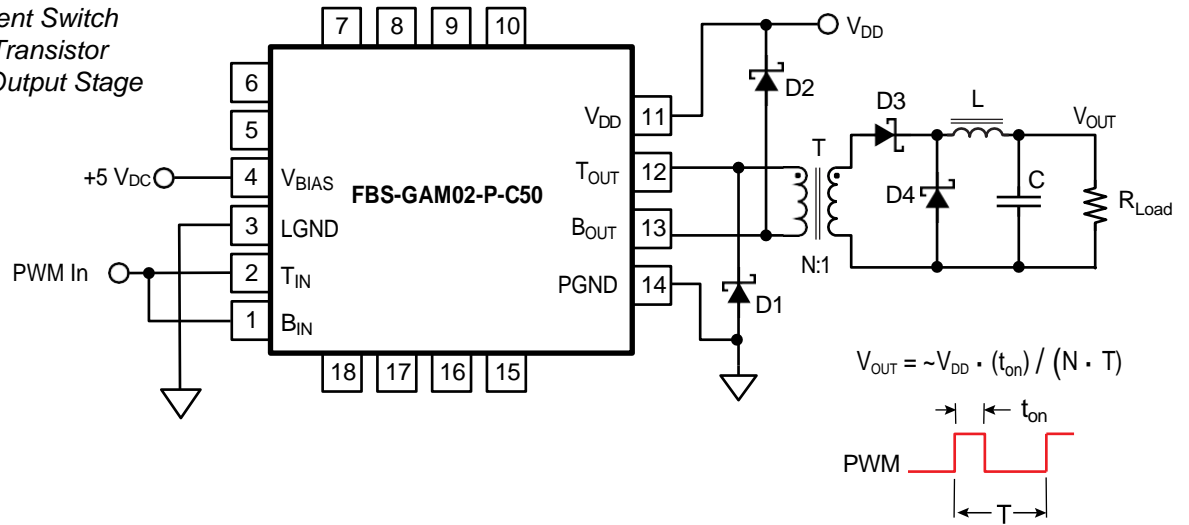 ent Switch
Transistor
Output Stage
7 8 9 10
6
5
4
3
2
1
V_BIAS
LGND
T_IN
B_IN
FBS-GAM02-P-C50
V_DD
T_OUT
B_OUT
PGND
11
12
13
14
18 17 16 15
+5 V_DC
PWM In
V_DD
D2
D1
T
N:1
D3
D4
L
C
V_OUT
R_Load
V_OUT = ~V_DD · (t_on) / (N · T)
t_on
PWM
T